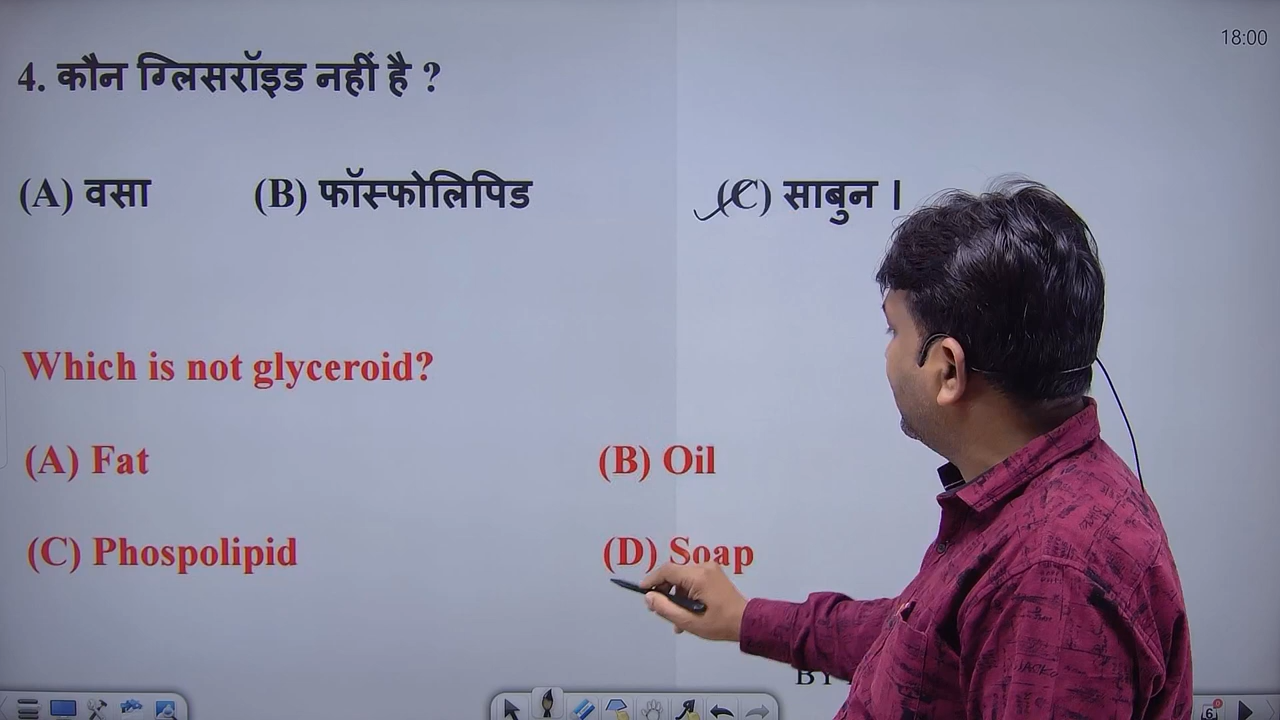 18:00
4. कौन ग्लिसरॉइड नहीं है ?
(A) वसा (B) फॉस्फोलिपिड (C) साबुन ।
Which is not glyceroid?
(A) Fat (B) Oil
(C) Phospolipid (D) Soap